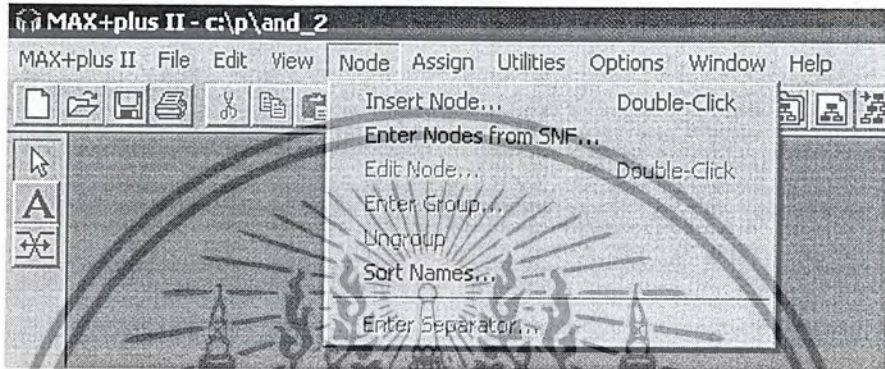 MAX+plus II - c:\p\and_2
MAX+plus II File Edit View Node Assign Utilities Options Window Help
Insert Node... Double-Click
Enter Nodes from SNF...
Edit Node... Double-Click
Enter Group...
Ungroup
Sort Names...
Enter Separator...
A